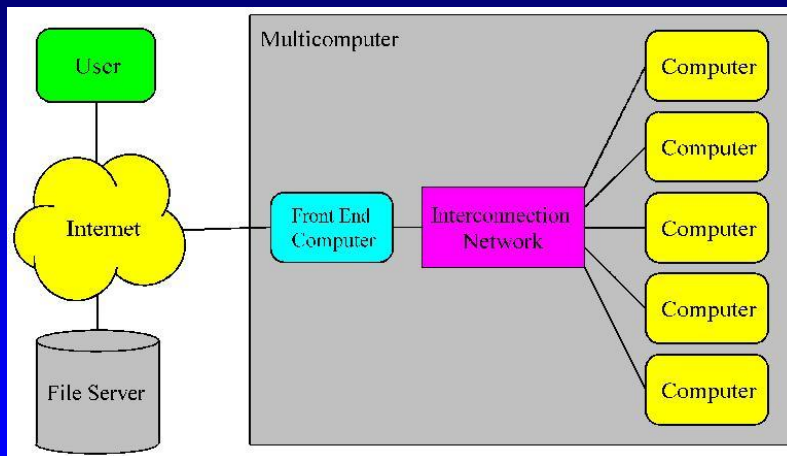 Multicomputer
User
Internet
File Server
Front End
Computer
Interconnection
Network
Computer
Computer
Computer
Computer
Computer